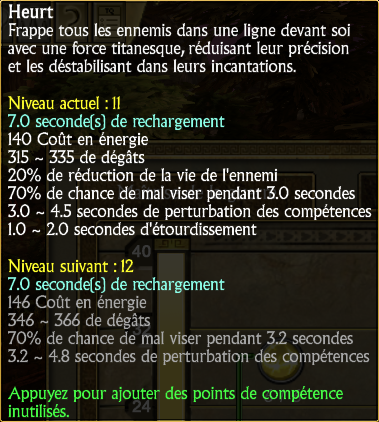 Heurt
Frappe tous les ennemis dans une ligne devant soi
avec une force titanesque, réduisant leur précision
et les déstabilisant dans leurs incantations.
Niveau actuel : 11
7.0 seconde(s) de rechargement
140 Coût en énergie
315 ~ 335 de dégâts
20% de réduction de la vie de l'ennemi
70% de chance de mal viser pendant 3.0 secondes
3.0 ~ 4.5 secondes de perturbation des compétences
1.0 ~ 2.0 secondes d'étourdissement
40
Niveau suivant : 12
7.0 seconde(s) de rechargement
146 Coût en énergie
346 ~ 366 de dégâts
70% de chance de mal viser pendant 3.2 secondes
3.2 ~ 4.8 secondes de perturbation des compétences
Appuyez pour ajouter des points de compétence
inutilisés.
24